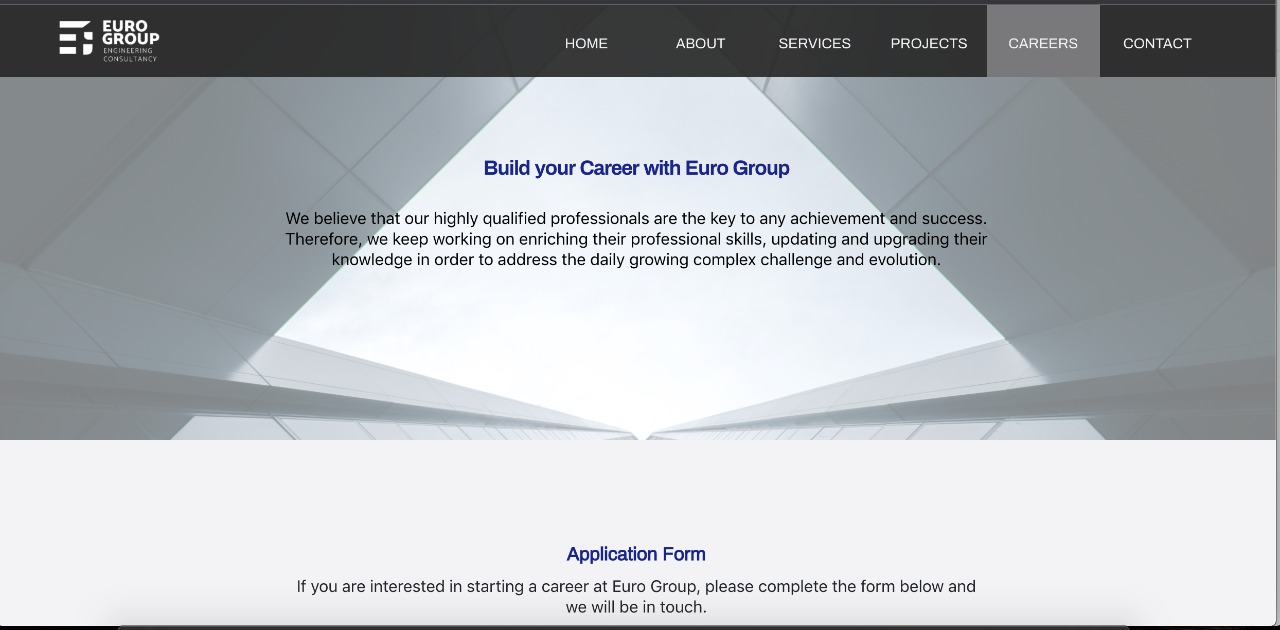 EURO
GROUP
ENGINEERING
CONSULTANCY
HOME ABOUT SERVICES PROJECTS CAREERS CONTACT
Build your Career with Euro Group
We believe that our highly qualified professionals are the key to any achievement and success.
Therefore, we keep working on enriching their professional skills, updating and upgrading their
knowledge in order to address the daily growing complex challenge and evolution.
Application Form
If you are interested in starting a career at Euro Group, please complete the form below and
we will be in touch.